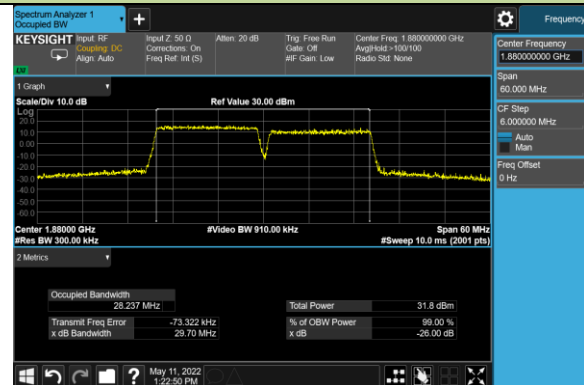 Spectrum Analyzer 1
Occupied BW
Frequency
KEYSIGHT
Input: RF
Coupling: DC
Align: Auto
Input Z: 50 Ω
Corrections: On
Freq Ref: Int (S)
Atten: 20 dB
Trig: Free Run
Gate: Off
#IF Gain: Low
Center Freq: 1.880000000 GHz
Avg|Hold:>100/100
Radio Std: None
LXI
Center Frequency
1.880000000 GHz
Span
60.000 MHz
CF Step
6.000000 MHz
Auto
Man
Freq Offset
0 Hz
1 Graph
Scale/Div 10.0 dB
Ref Value 30.00 dBm
Log
20.0
10.0
0.00
-10.0
-20.0
-30.0
-40.0
-50.0
-60.0
Center 1.88000 GHz
#Video BW 910.00 kHz
Span 60 MHz
#Res BW 300.00 kHz
#Sweep 10.0 ms (2001 pts)
2 Metrics
Occupied Bandwidth
28.237 MHz
Total Power 31.8 dBm
Transmit Freq Error -73.322 kHz
% of OBW Power 99.00 %
x dB Bandwidth 29.70 MHz
x dB -26.00 dB
May 11, 2022
1:22:50 PM